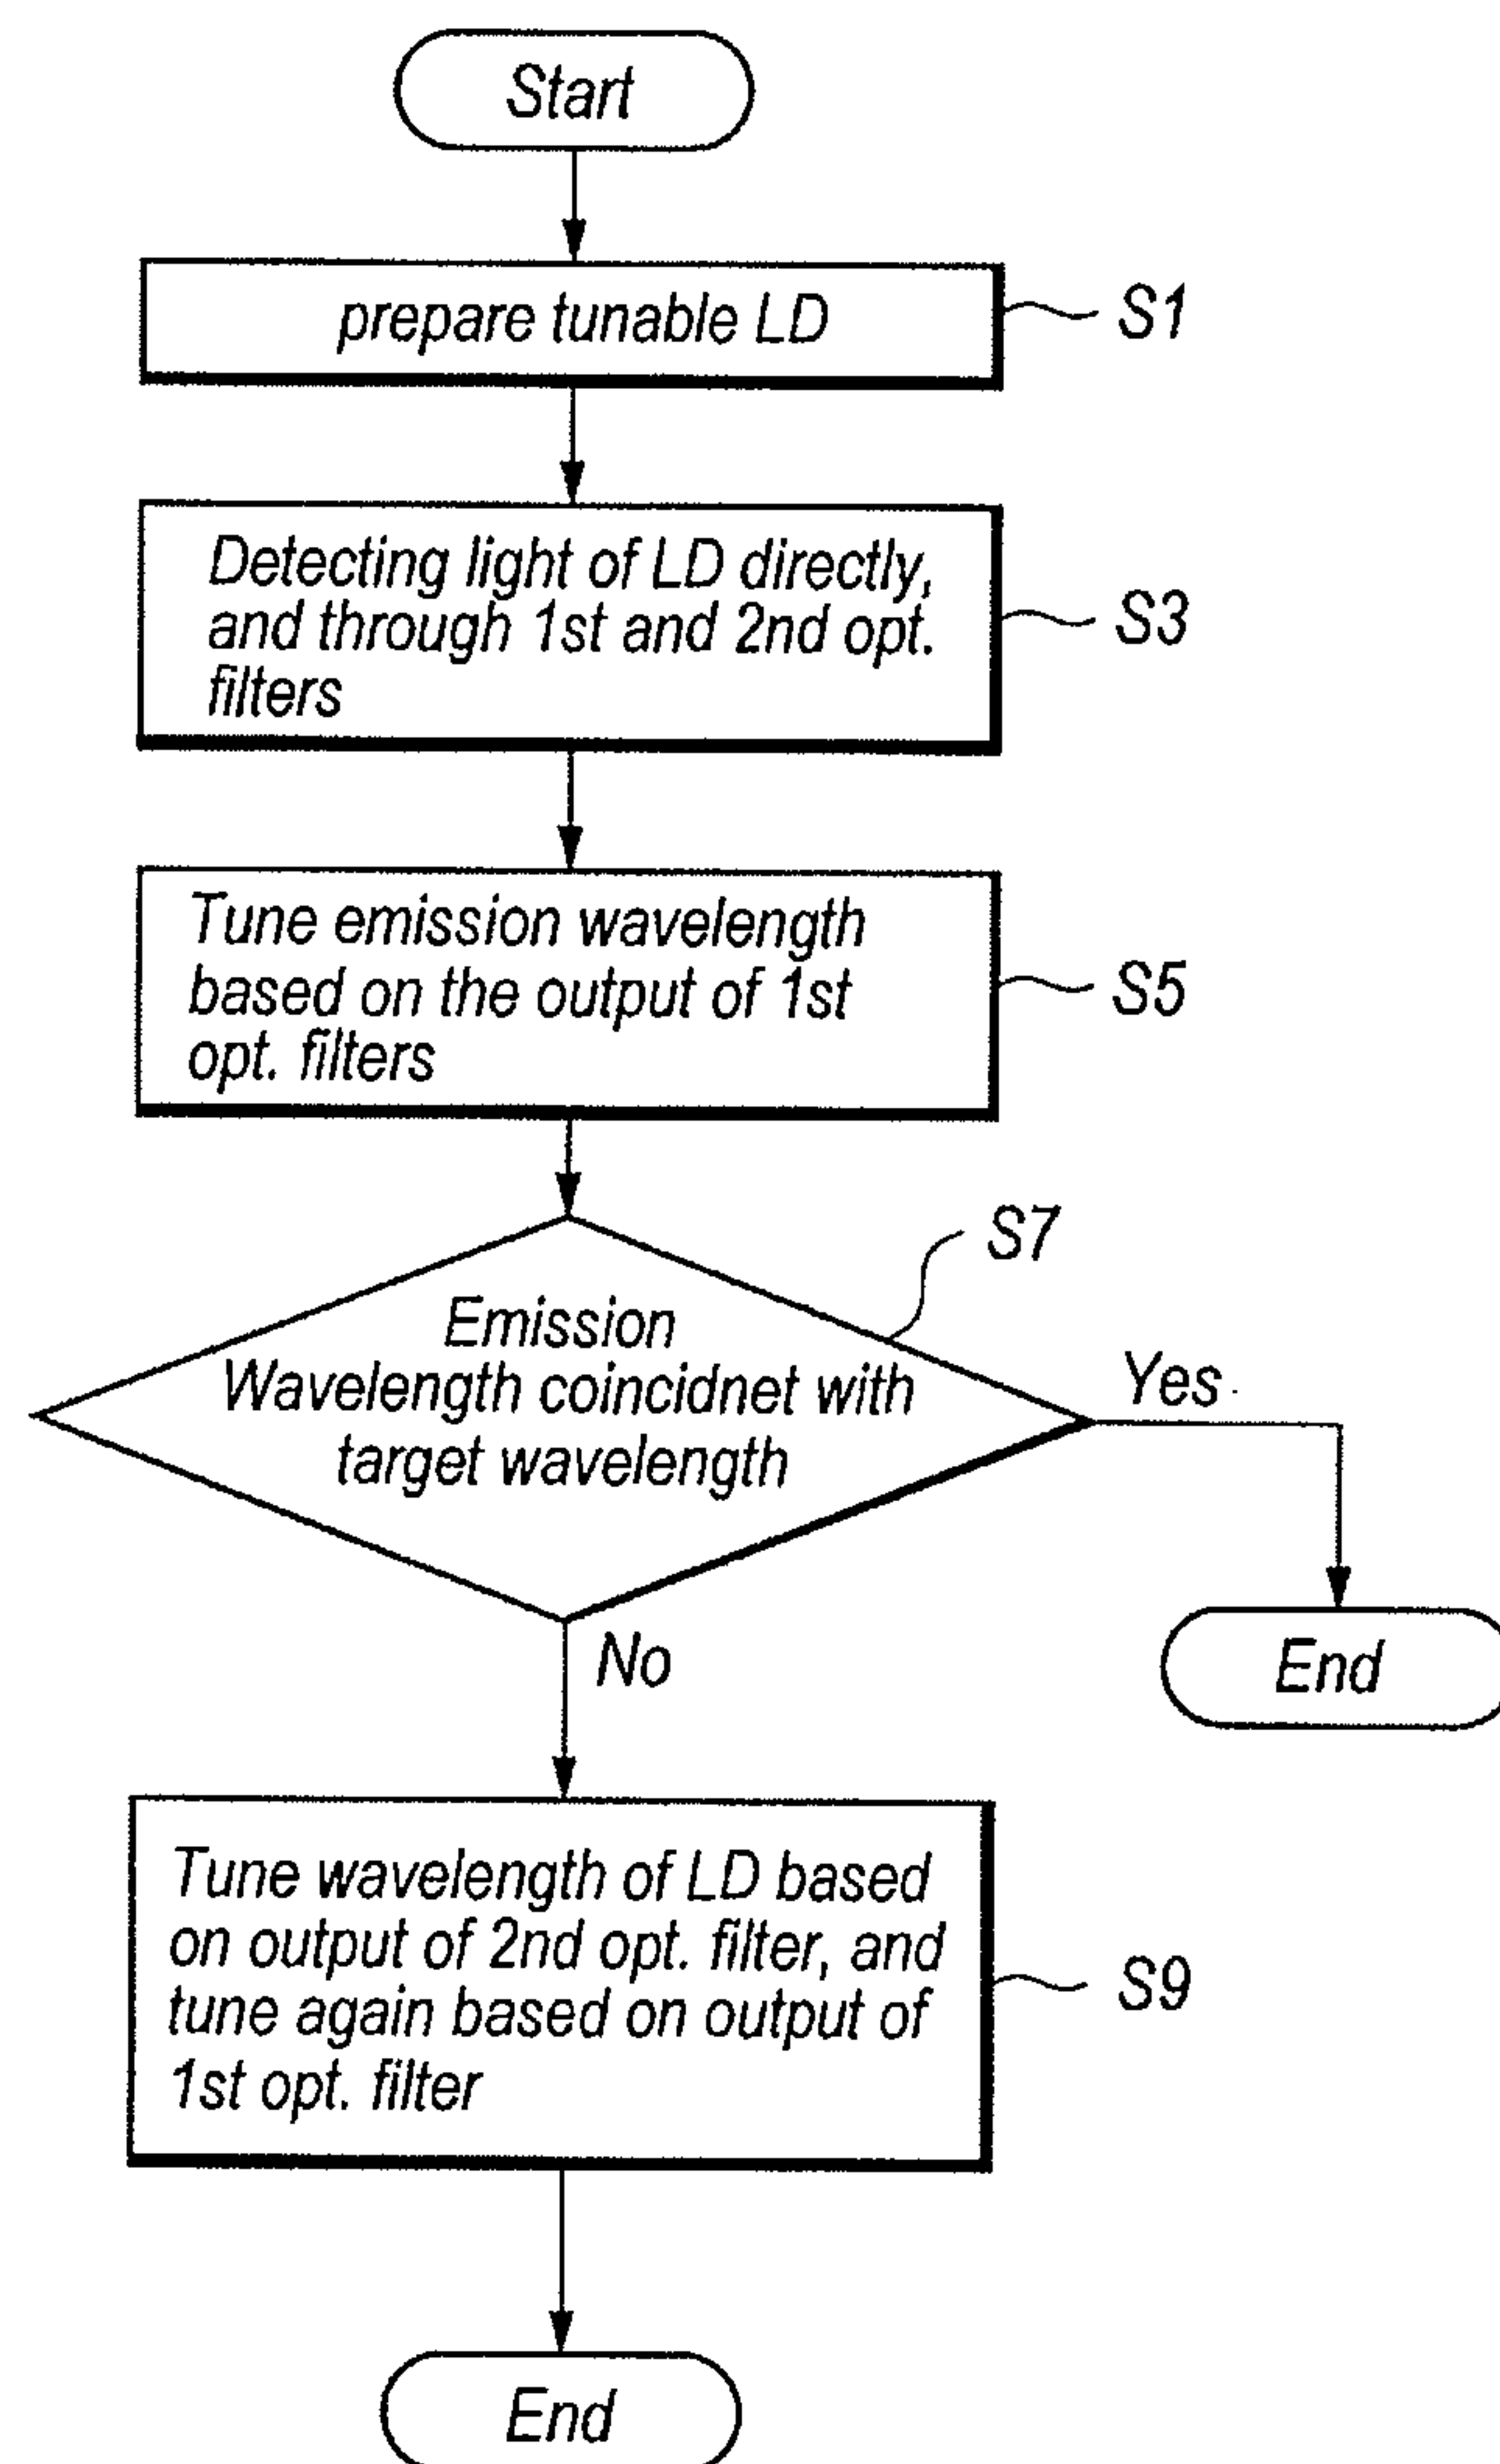 Start
prepare tunable LD
S1
Detecting light of LD directly,
and through 1st and 2nd opt.
filters
S3
Tune emission wavelength
based on the output of 1st
opt. filters
S5
S7
Emission
Wavelength coincidnet with
target wavelength
Yes
No
End
Tune wavelength of LD based
on output of 2nd opt. filter, and
tune again based on output of
1st opt. filter
S9
End